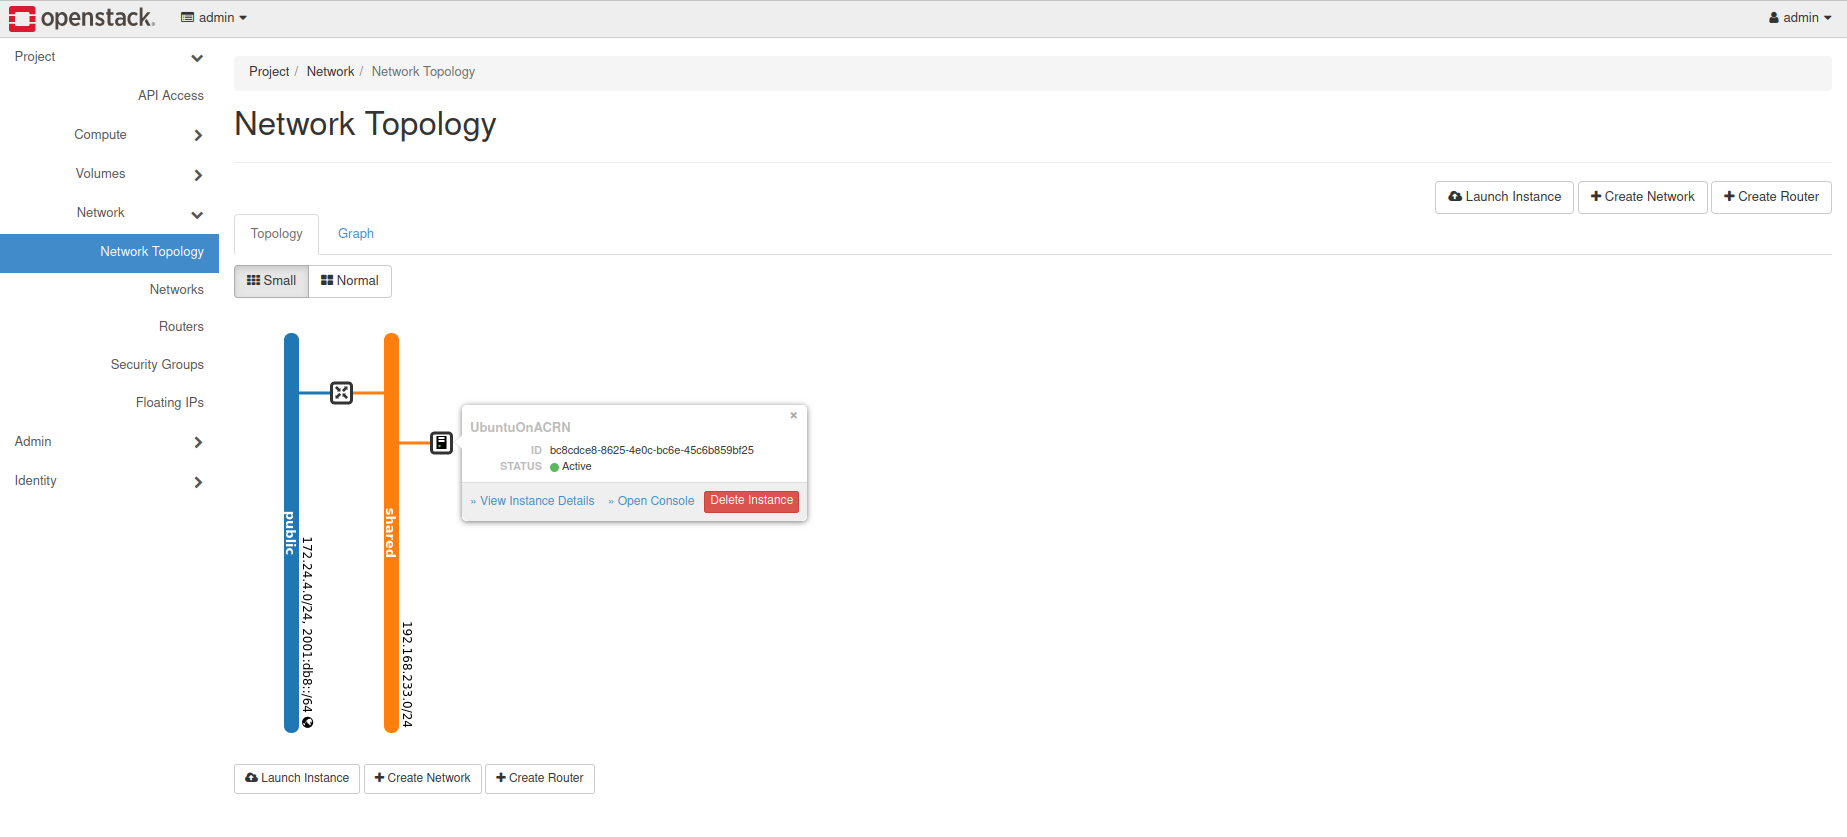 openstack. admin admin
Project
API Access
Compute
Volumes
Network
Network Topology
Networks
Routers
Security Groups
Floating IPs
Admin
Identity
Project / Network / Network Topology
Network Topology
Launch Instance + Create Network + Create Router
Topology Graph
Small Normal
public
172.24.4.0/24, 2001:db8::/64
shared
192.168.233.0/24
UbuntuOnACRN ×
ID bc8cdce8-8625-4e0c-bc6e-45c6b859bf25
STATUS Active
» View Instance Details » Open Console Delete Instance
Launch Instance + Create Network + Create Router